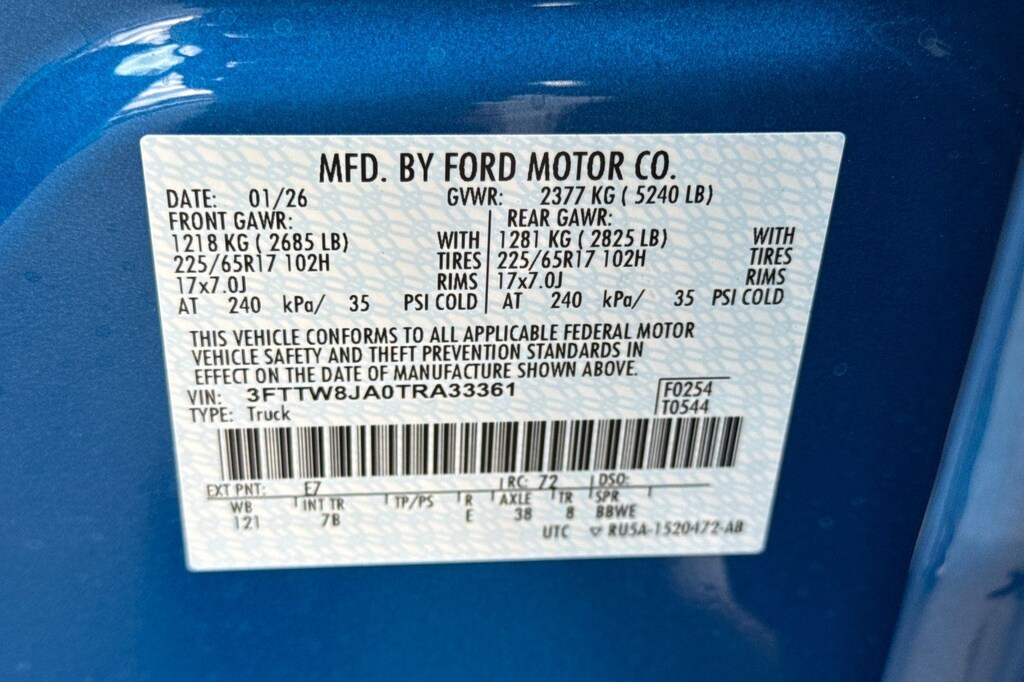 MFD. BY FORD MOTOR CO.
DATE: 01/26 GVWR: 2377 KG ( 5240 LB)
FRONT GAWR: REAR GAWR:
1218 KG ( 2685 LB) WITH 1281 KG ( 2825 LB) WITH
225/65R17 102H TIRES 225/65R17 102H TIRES
17x7.0J RIMS 17x7.0J RIMS
AT 240 kPa/ 35 PSI COLD AT 240 kPa/ 35 PSI COLD
THIS VEHICLE CONFORMS TO ALL APPLICABLE FEDERAL MOTOR
VEHICLE SAFETY AND THEFT PREVENTION STANDARDS IN
EFFECT ON THE DATE OF MANUFACTURE SHOWN ABOVE.
VIN: 3FTTW8JA0TRA33361 F0254
TYPE: Truck T0544
EXT PNT: E7 RC: 72 DSO:
WB INT TR TP/PS R AXLE TR SPR
121 7B E 38 8 BBWE
UTC ▽ RU5A-1520472-AB